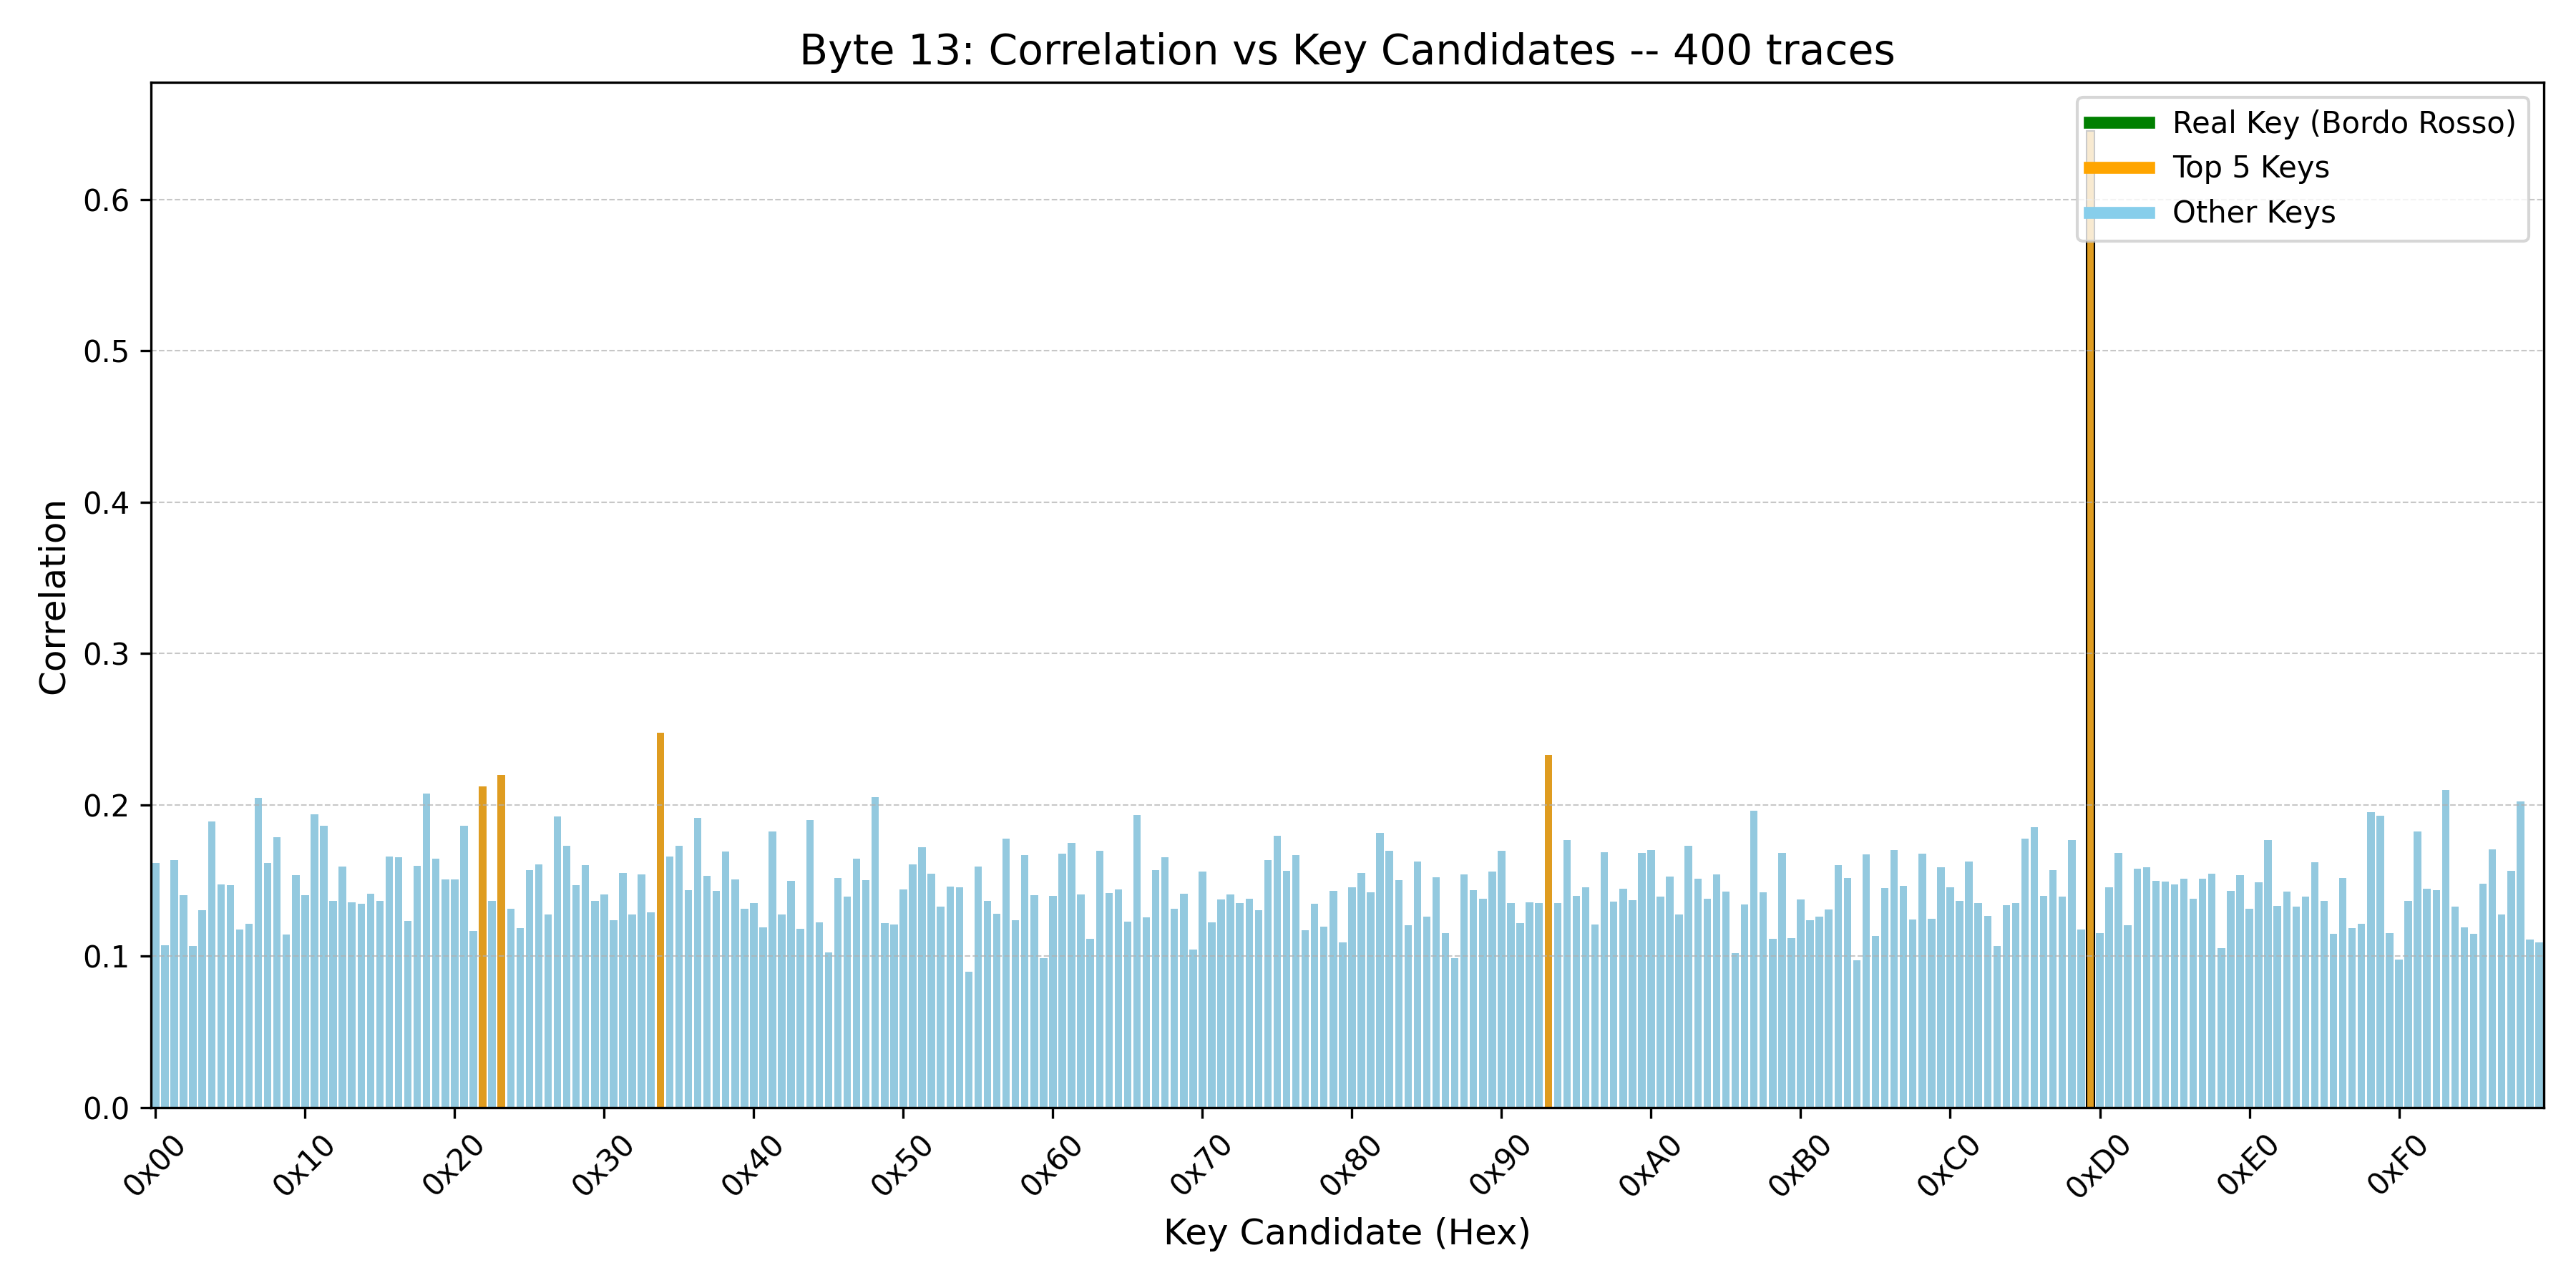 Byte 13: Correlation vs Key Candidates -- 400 traces
Real Key (Bordo Rosso)
Top 5 Keys
Other Keys
0.6
0.5
0.4
0.3
0.2
0.1
0.0
Correlation
0x00 0x10 0x20 0x30 0x40 0x50 0x60 0x70 0x80 0x90 0xA0 0xB0 0xC0 0xD0 0xE0 0xF0
Key Candidate (Hex)